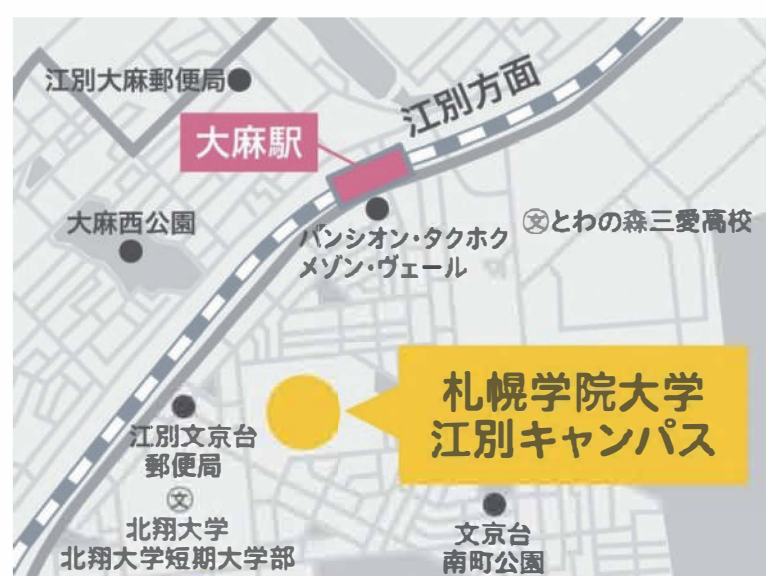 江別大麻郵便局
江別方面
大麻駅
大麻西公園
パンシオン・タクホク
メゾン・ヴェール
文とわの森三愛高校
札幌学院大学
江別キャンパス
江別文京台
郵便局
文
北翔大学
北翔大学短期大学部
文京台
南町公園